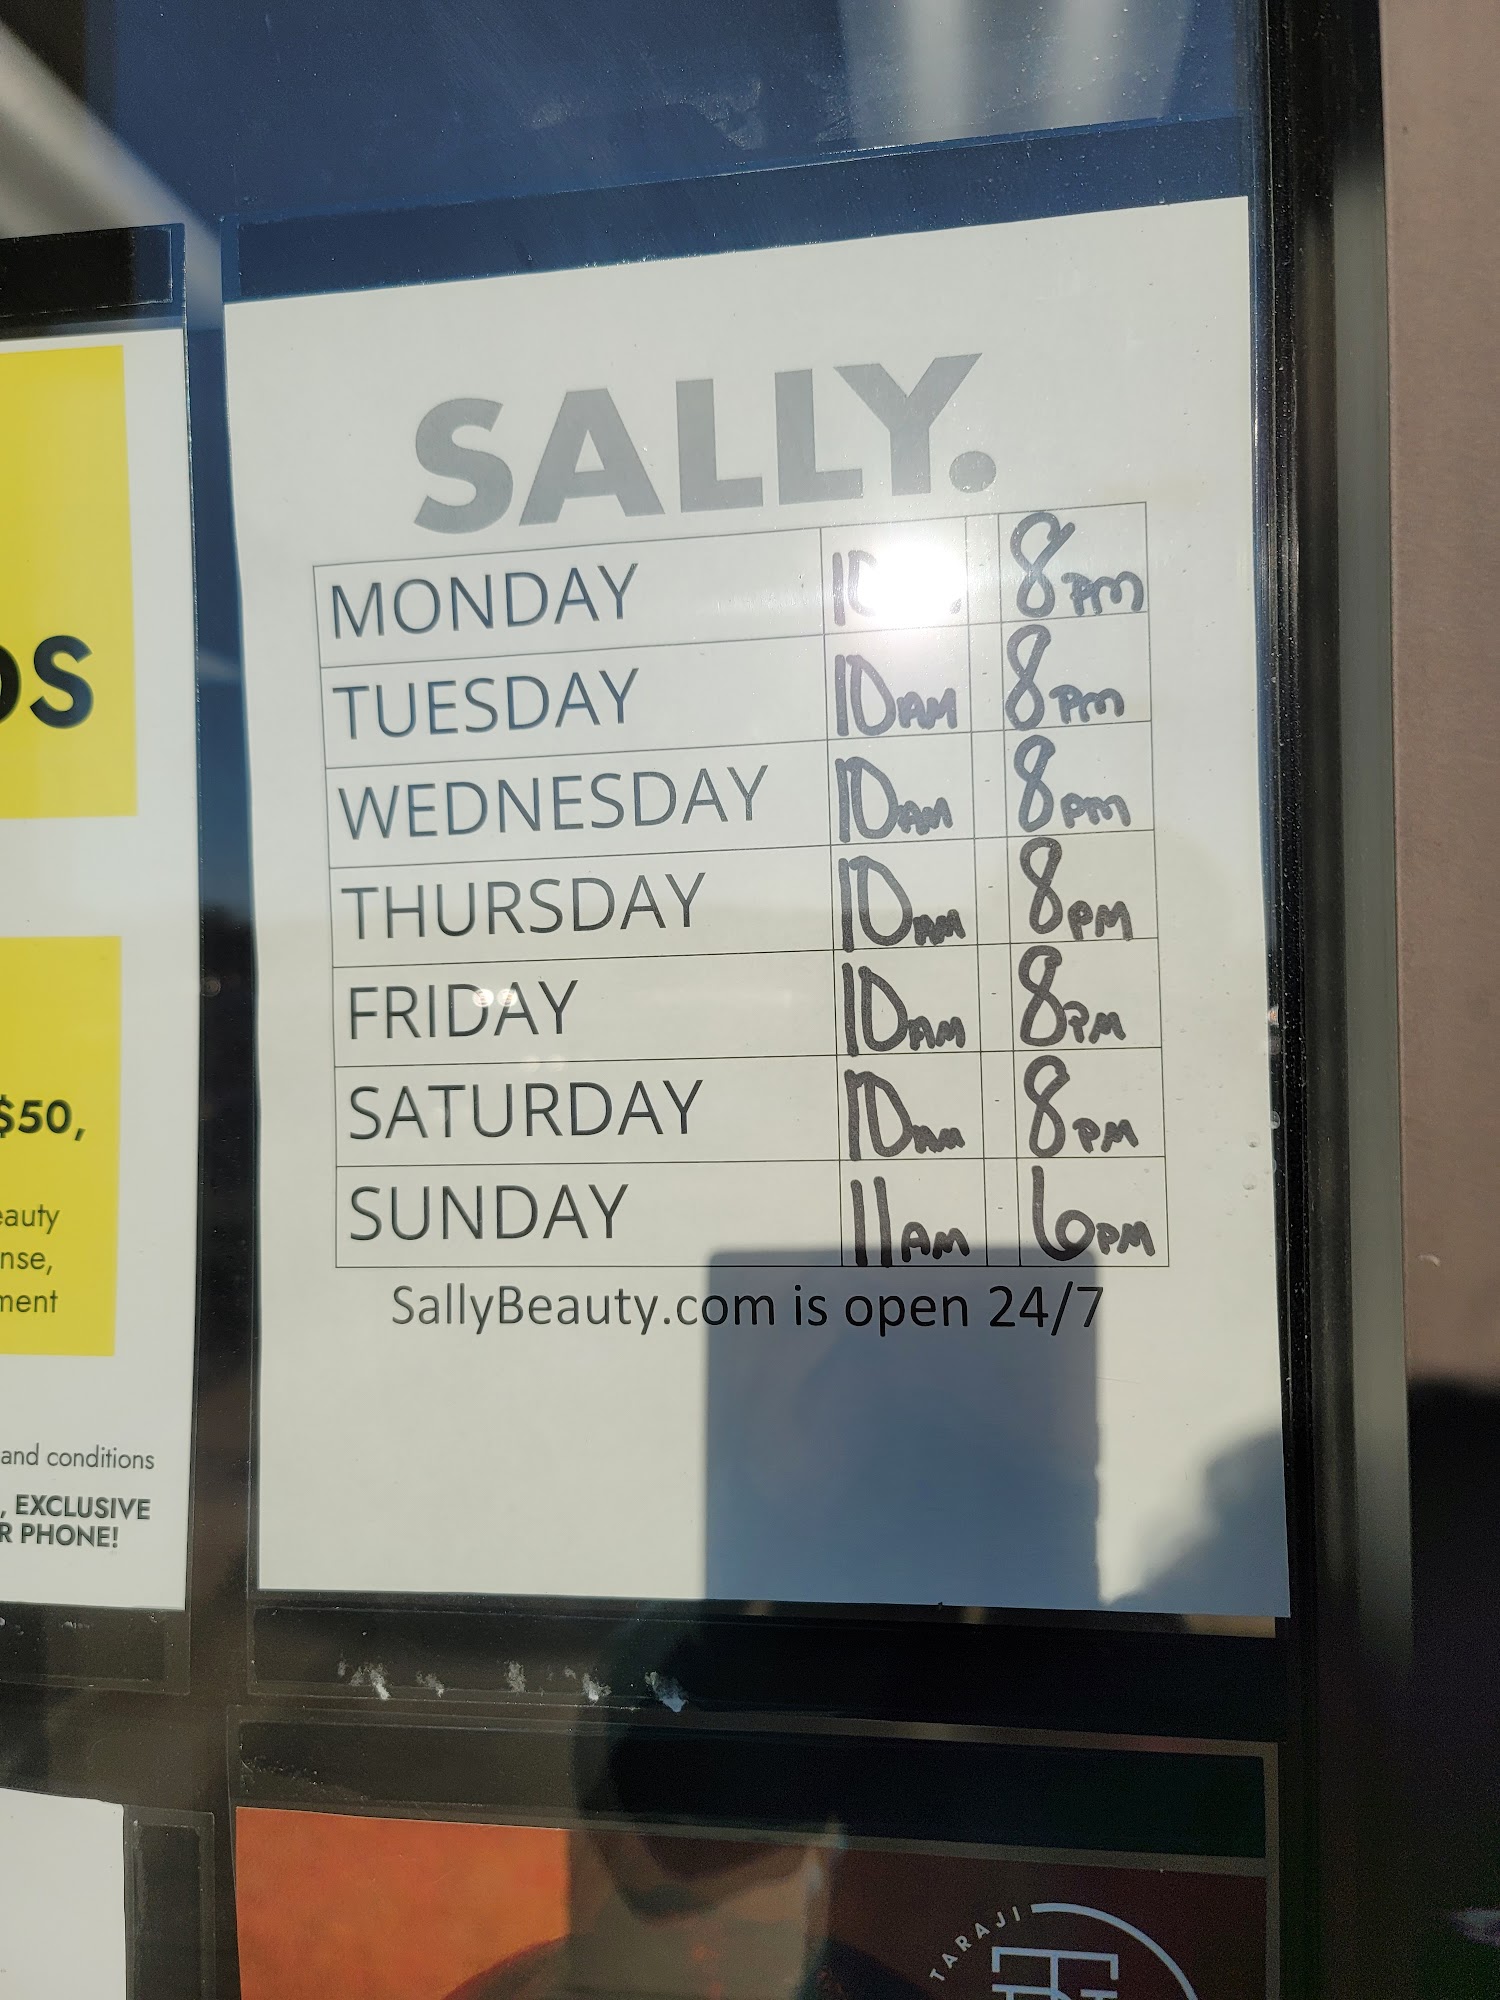 SALLY.
MONDAY 10 8PM
TUESDAY 10AM 8PM
WEDNESDAY 10AM 8PM
THURSDAY 10AM - 8PM
FRIDAY 10AM - 8PM
SATURDAY 10AM 8PM
SUNDAY 11AM 6PM
SallyBeauty.com is open 24/7
$50,
and conditions
, EXCLUSIVE
PHONE!
TARAJI